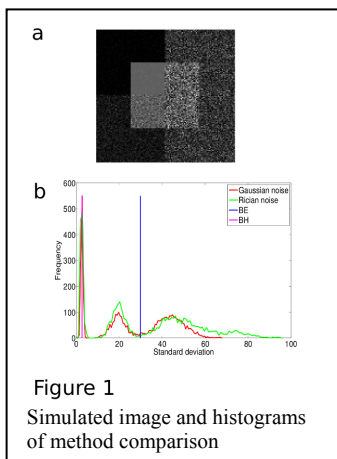 a
b
600
500
400
300
200
100
0
Frequency
0
20
40
60
80
100
Standard deviation
Gaussian noise
Rician noise
BE
BH
Figure 1
Simulated image and histograms
of method comparison